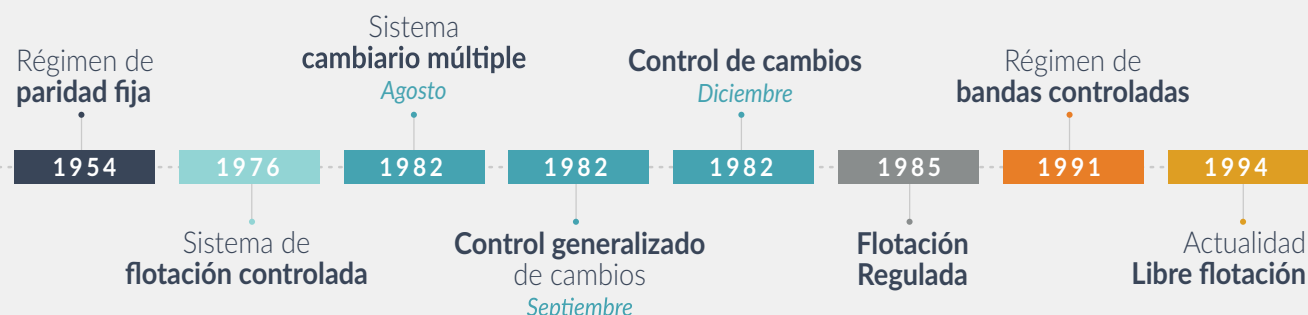 Régimen de
paridad fija
1954
1976
Sistema de
flotación controlada
Sistema
cambiario múltiple
Agosto
1982
1982
Control generalizado
de cambios
Septiembre
Control de cambios
Diciembre
1982
1985
Flotación
Regulada
Régimen de
bandas controladas
1991
1994
Actualidad
Libre flotación